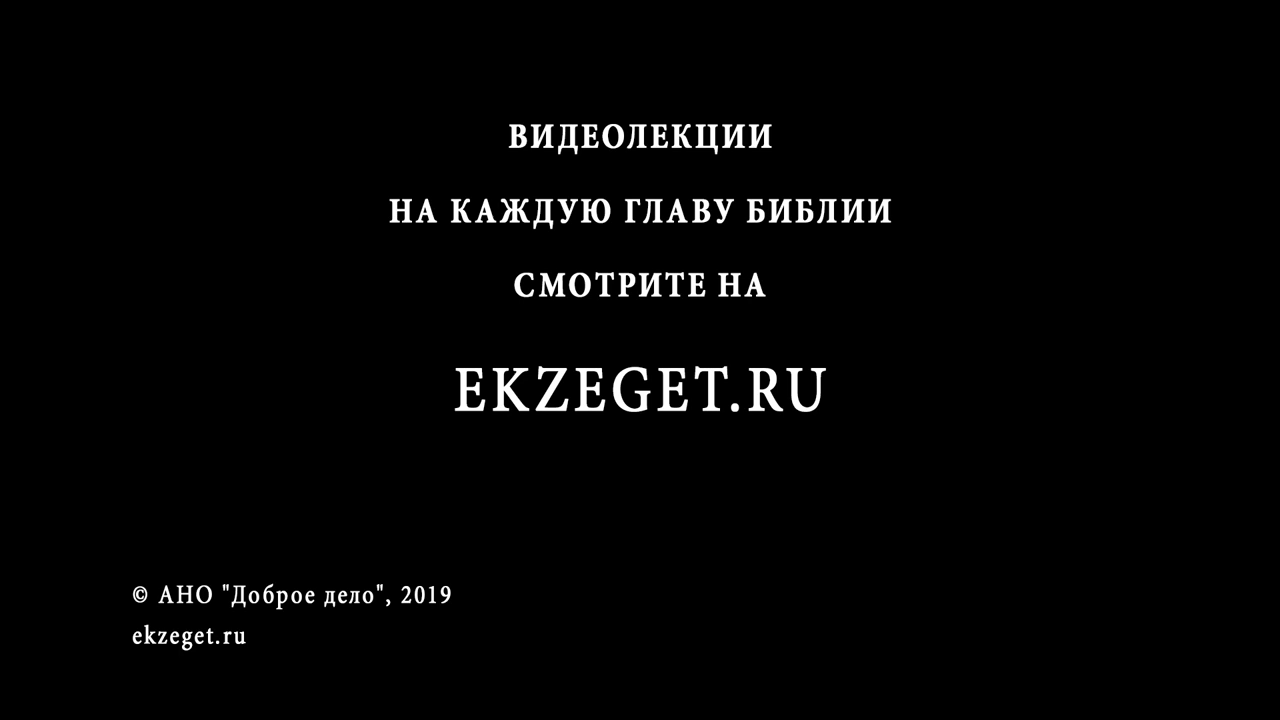 ВИДЕОЛЕКЦИИ
НА КАЖДУЮ ГЛАВУ БИБЛИИ
СМОТРИТЕ НА
EKZEGET.RU
© АНО "Доброе дело", 2019
ekzeget.ru